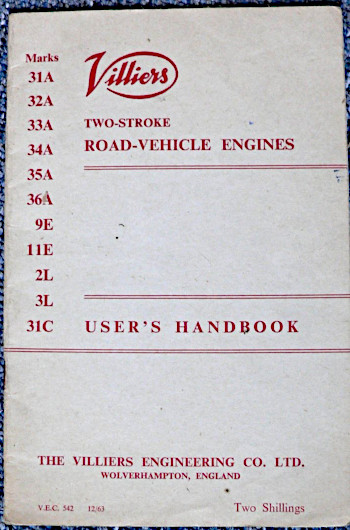 Marks
31A
32A
33A
34A
35A
36A
9E
11E
2L
3L
31C
Villiers
TWO-STROKE
ROAD-VEHICLE ENGINES
USER'S HANDBOOK
THE VILLIERS ENGINEERING CO. LTD.
WOLVERHAMPTON, ENGLAND
V.E.C. 542 12/63 Two Shillings